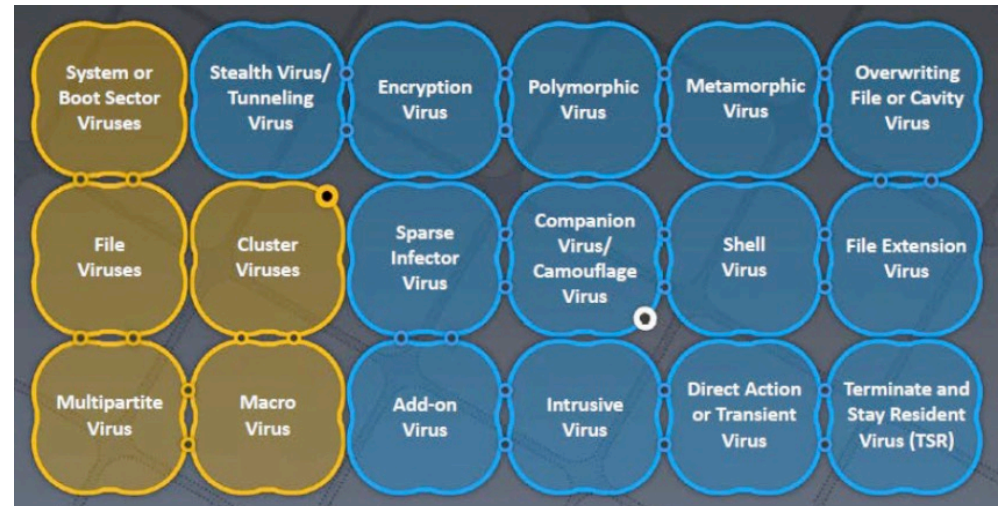 System or
Boot Sector
Viruses
Stealth Virus/
Tunneling
Virus
Encryption
Virus
Polymorphic
Virus
Metamorphic
Virus
Overwriting
File or Cavity
Virus
File
Viruses
Cluster
Viruses
Sparse
Infector
Virus
Companion
Virus/
Camouflage
Virus
Shell
Virus
File Extension
Virus
Multipartite
Virus
Macro
Virus
Add-on
Virus
Intrusive
Virus
Direct Action
or Transient
Virus
Terminate and
Stay Resident
Virus (TSR)